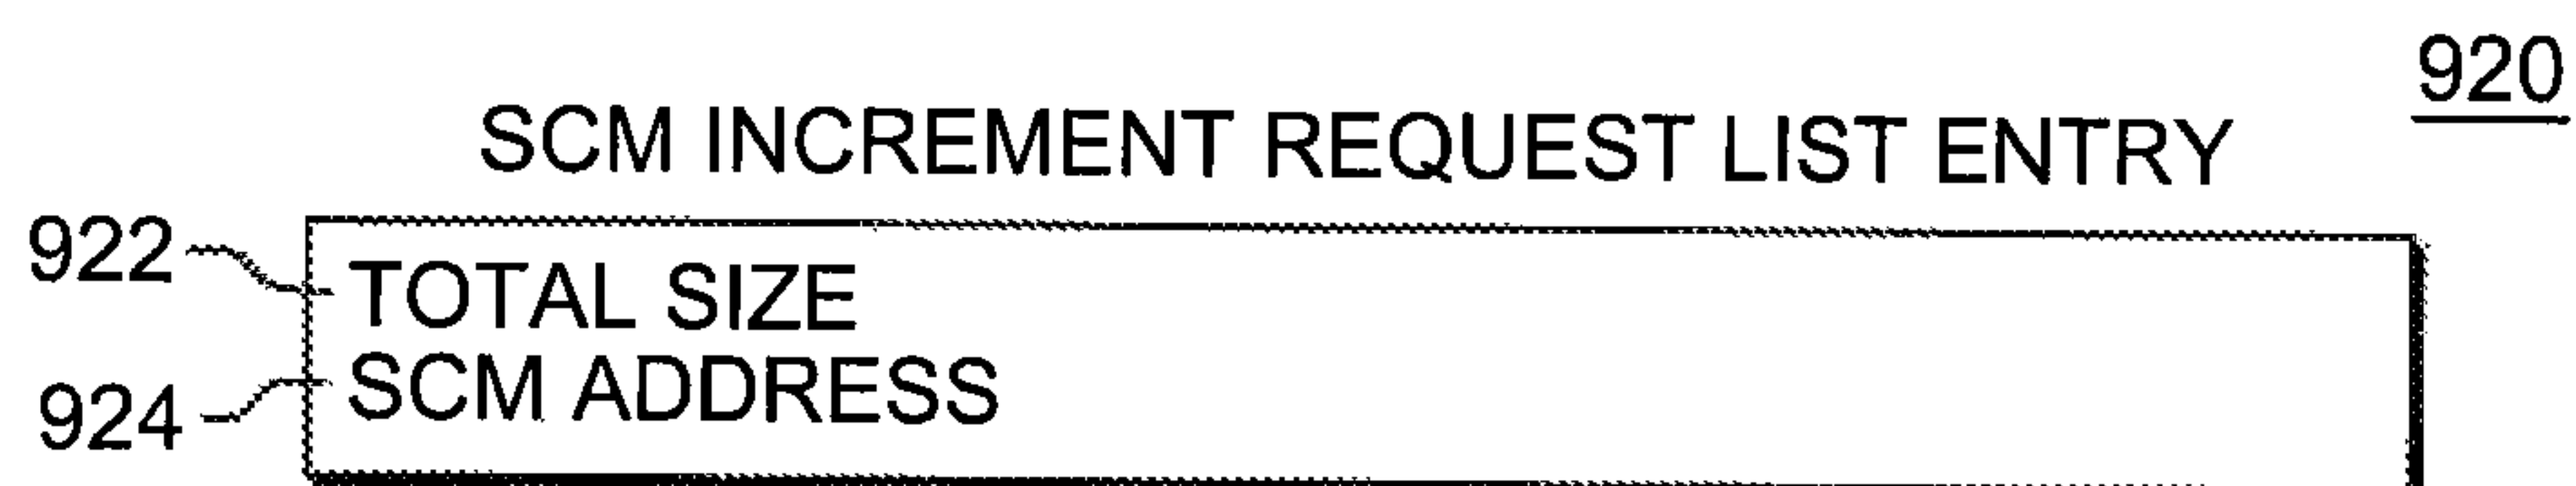 920
SCM INCREMENT REQUEST LIST ENTRY
922 TOTAL SIZE
924 SCM ADDRESS